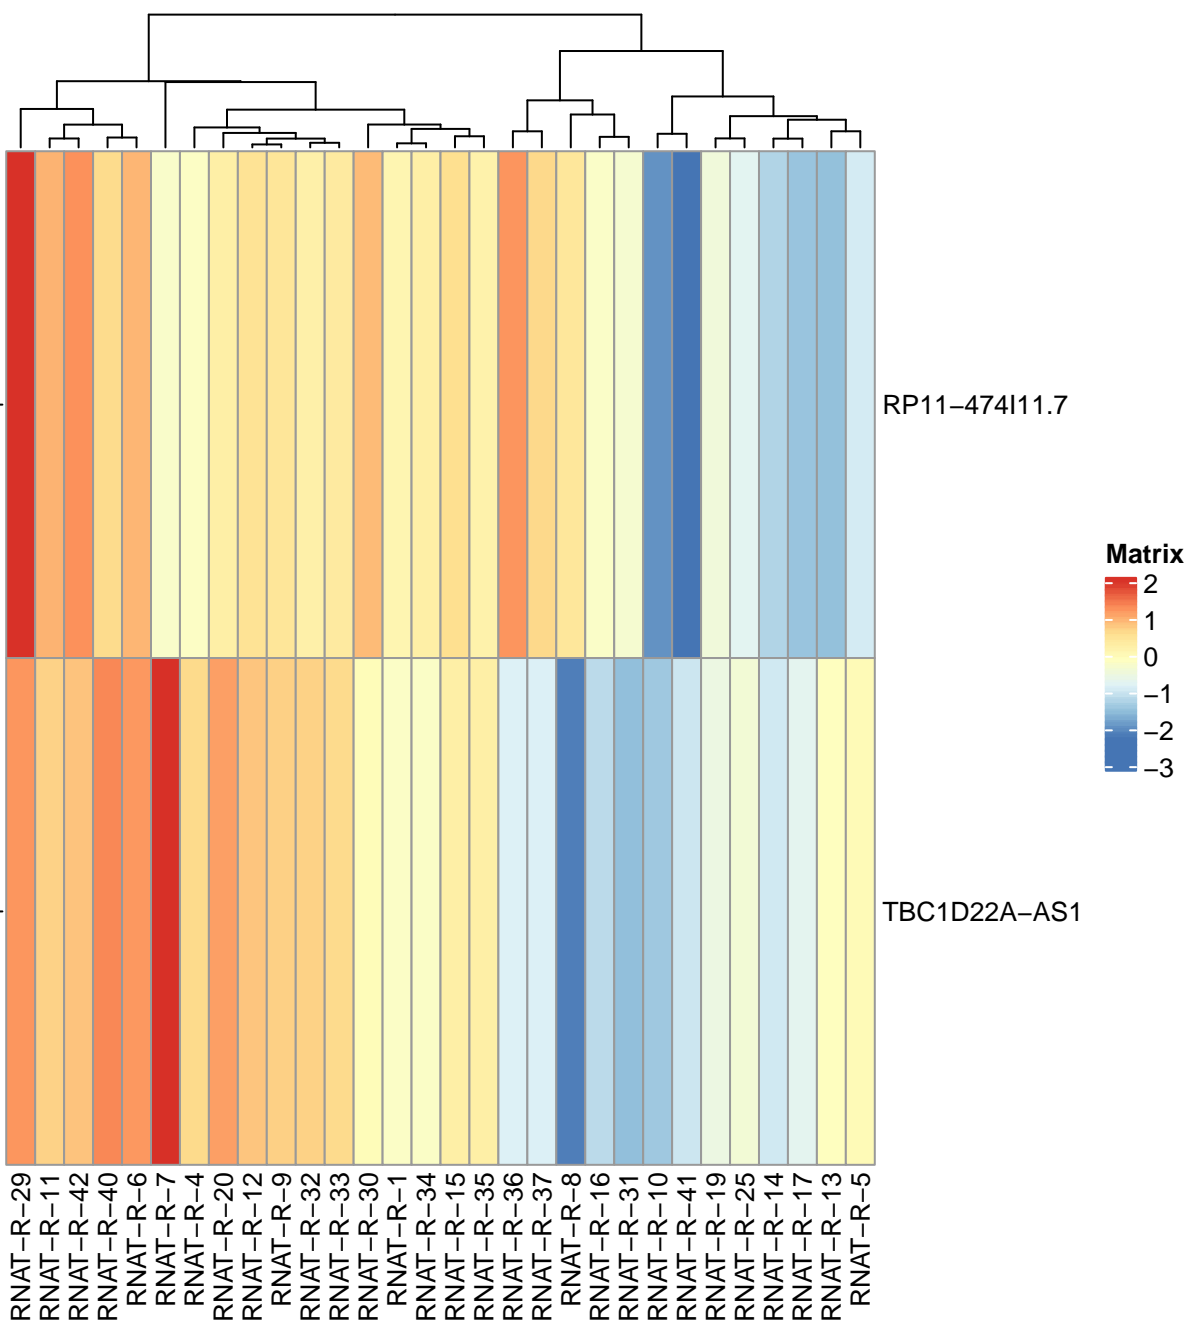 RP11−474I11.7
Matrix
2
1
0
−1
−2
−3
TBC1D22A−AS1
RNAT−R−29
RNAT−R−11
RNAT−R−42
RNAT−R−40
RNAT−R−6
RNAT−R−7
RNAT−R−4
RNAT−R−20
RNAT−R−12
RNAT−R−9
RNAT−R−32
RNAT−R−33
RNAT−R−30
RNAT−R−1
RNAT−R−34
RNAT−R−15
RNAT−R−35
RNAT−R−36
RNAT−R−37
RNAT−R−8
RNAT−R−16
RNAT−R−31
RNAT−R−10
RNAT−R−41
RNAT−R−19
RNAT−R−25
RNAT−R−14
RNAT−R−17
RNAT−R−13
RNAT−R−5